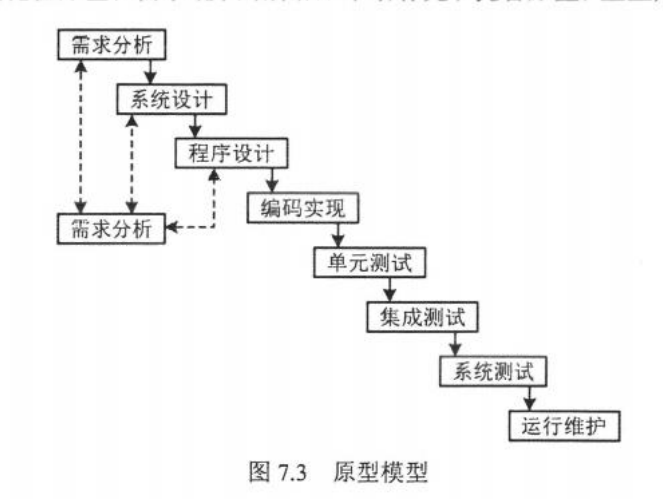 需求分析
系统设计
程序设计
编码实现
需求分析
单元测试
集成测试
系统测试
运行维护
图 7.3 原型模型